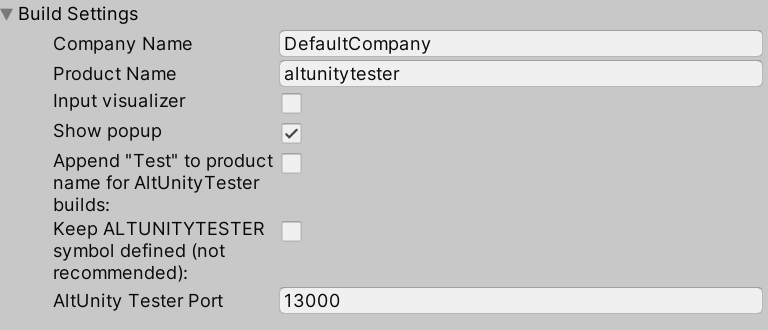 Build Settings
Company Name DefaultCompany
Product Name altunitytester
Input visualizer
Show popup
Append "Test" to product
name for AltUnityTester
builds:
Keep ALTUNITYTESTER
symbol defined (not
recommended):
AltUnity Tester Port 13000